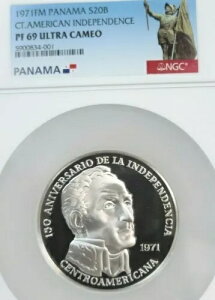 1971FM PANAMA S20B
CT.AMERICAN INDEPENDENCE
PF 69 ULTRA CAMEO
5900834-001
PANAMA
NGC
150 ANIVERSARIO DE LA INDEPENDENCIA
1971
CENTROAMERICANA